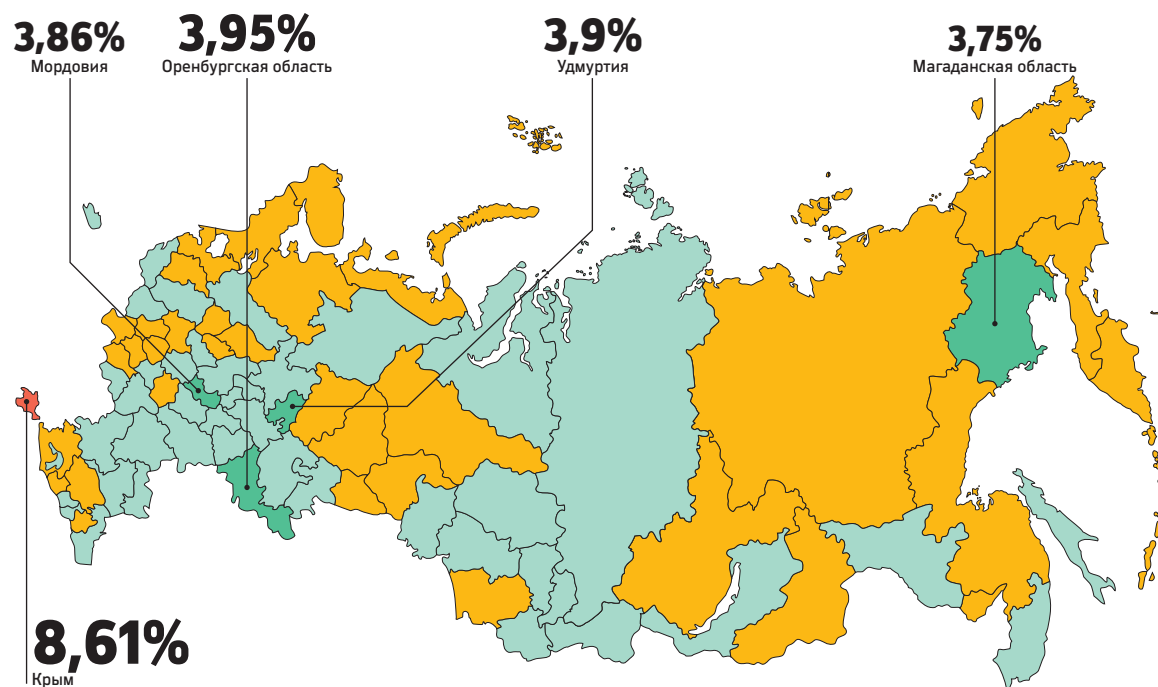 3,86%
Мордовия
3,95%
Оренбургская область
3,9%
Удмуртия
3,75%
Магаданская область
8,61%
Крым